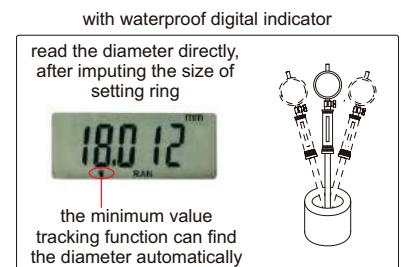 with waterproof digital indicator
read the diameter directly,
after imputing the size of
setting ring
mm
18.012
RAN
the minimum value
tracking function can find
the diameter automatically